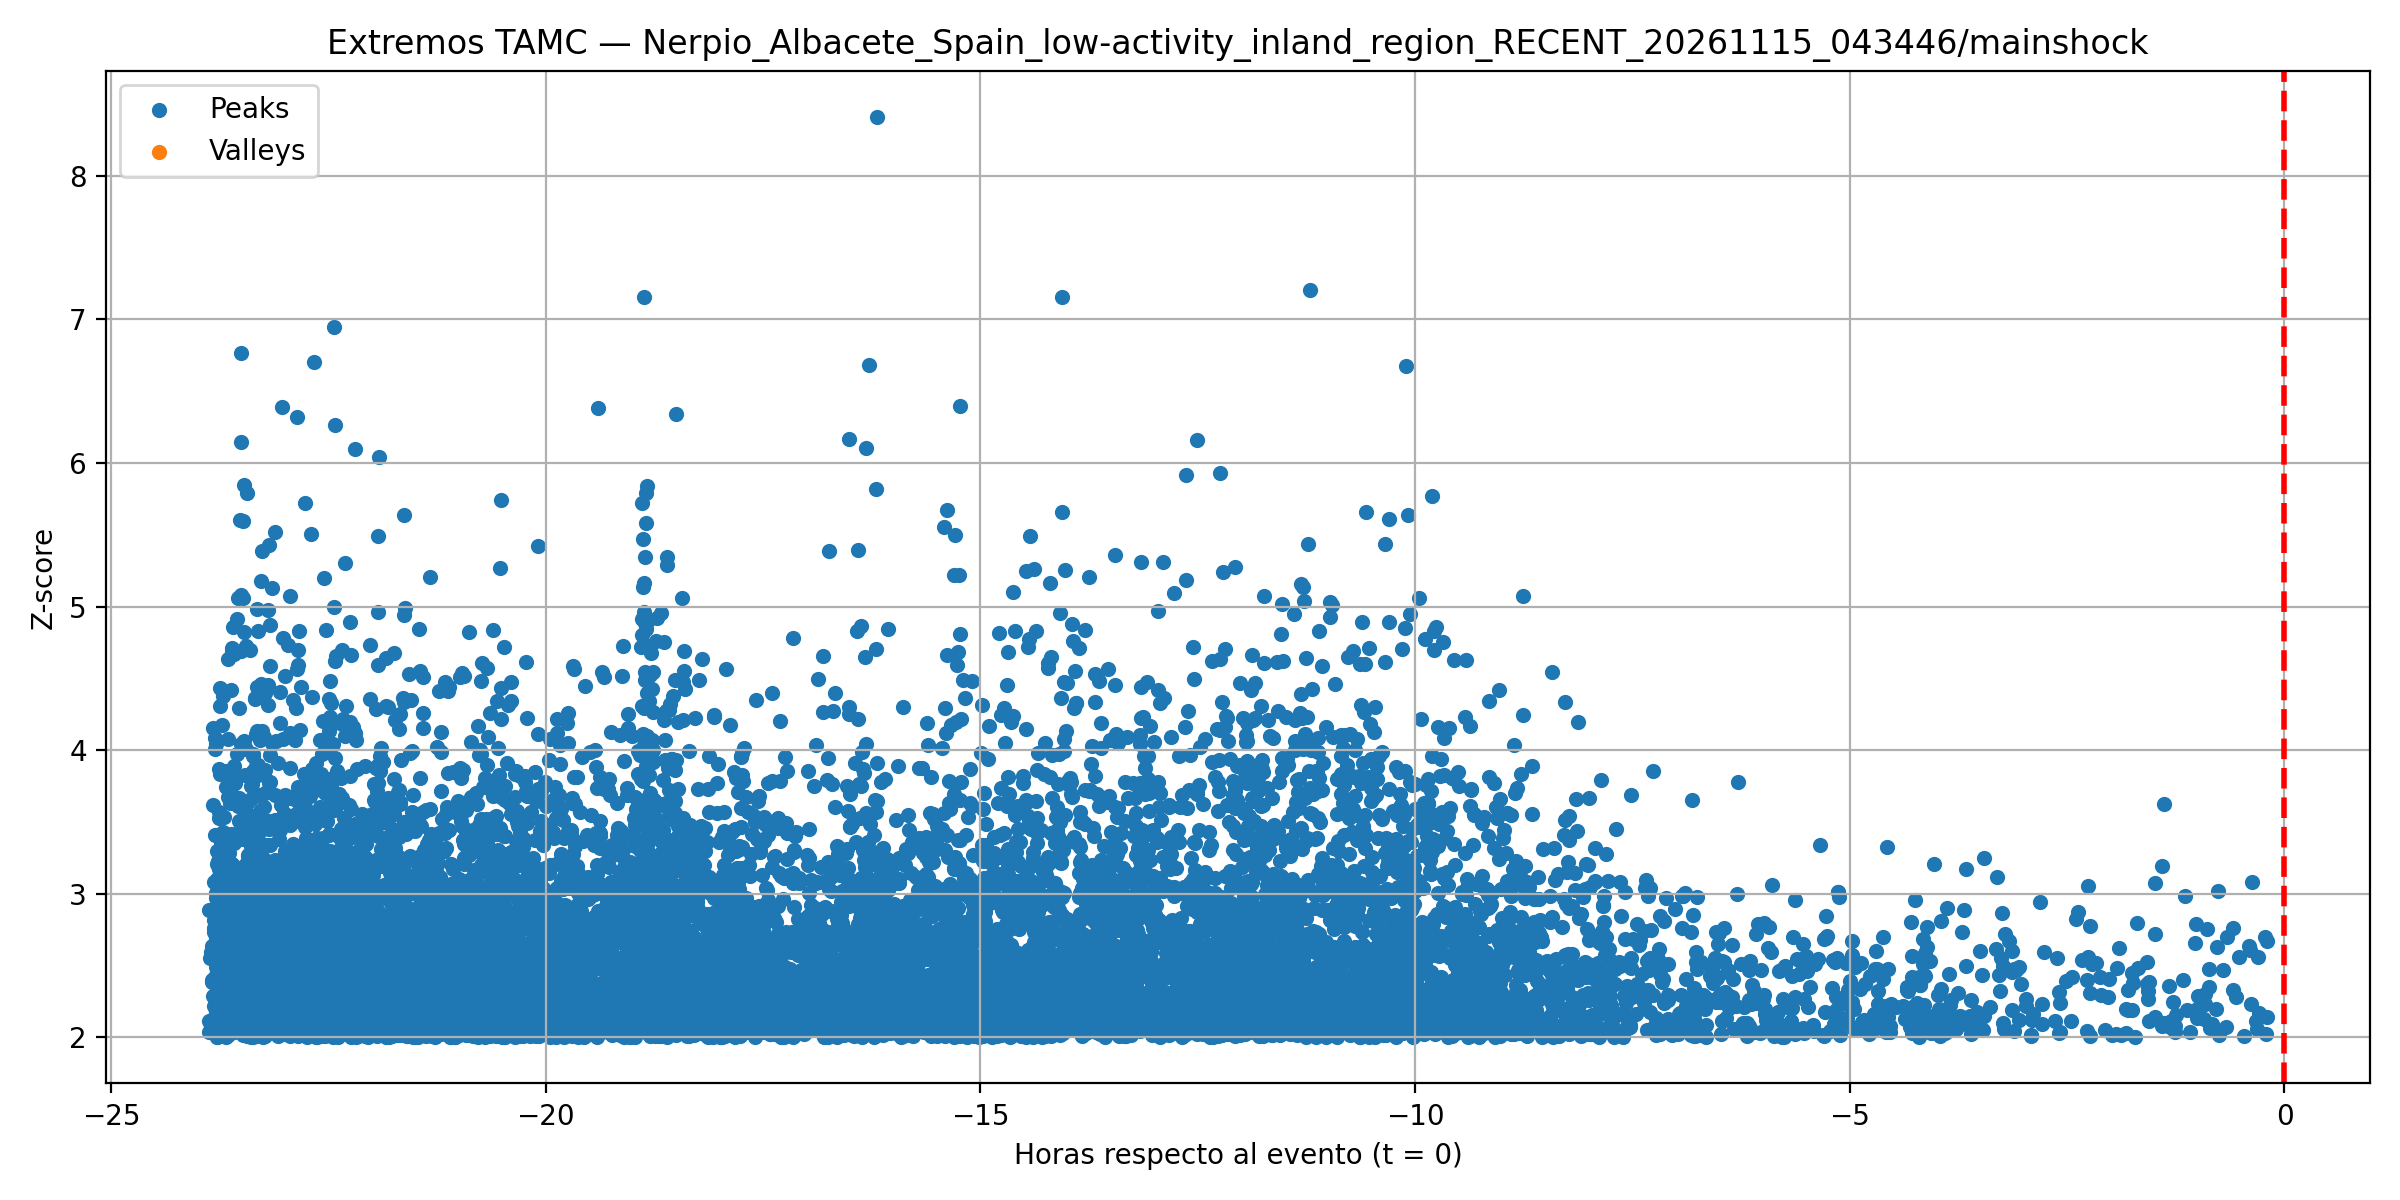 Extremos TAMC — Nerpio_Albacete_Spain_low-activity_inland_region_RECENT_20261115_043446/mainshock
Peaks
Valleys
Z-score
8
7
6
5
4
3
2
−25 −20 −15 −10 −5 0
Horas respecto al evento (t = 0)